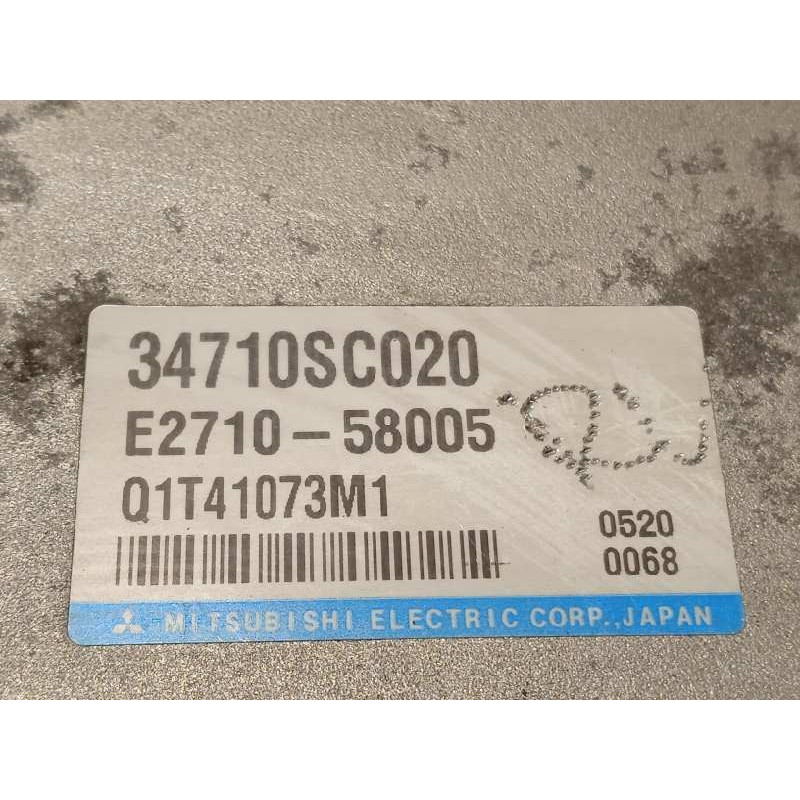 34710SC020
E2710-58005
Q1T41073M1
0520
0068
MITSUBISHI ELECTRIC CORP., JAPAN